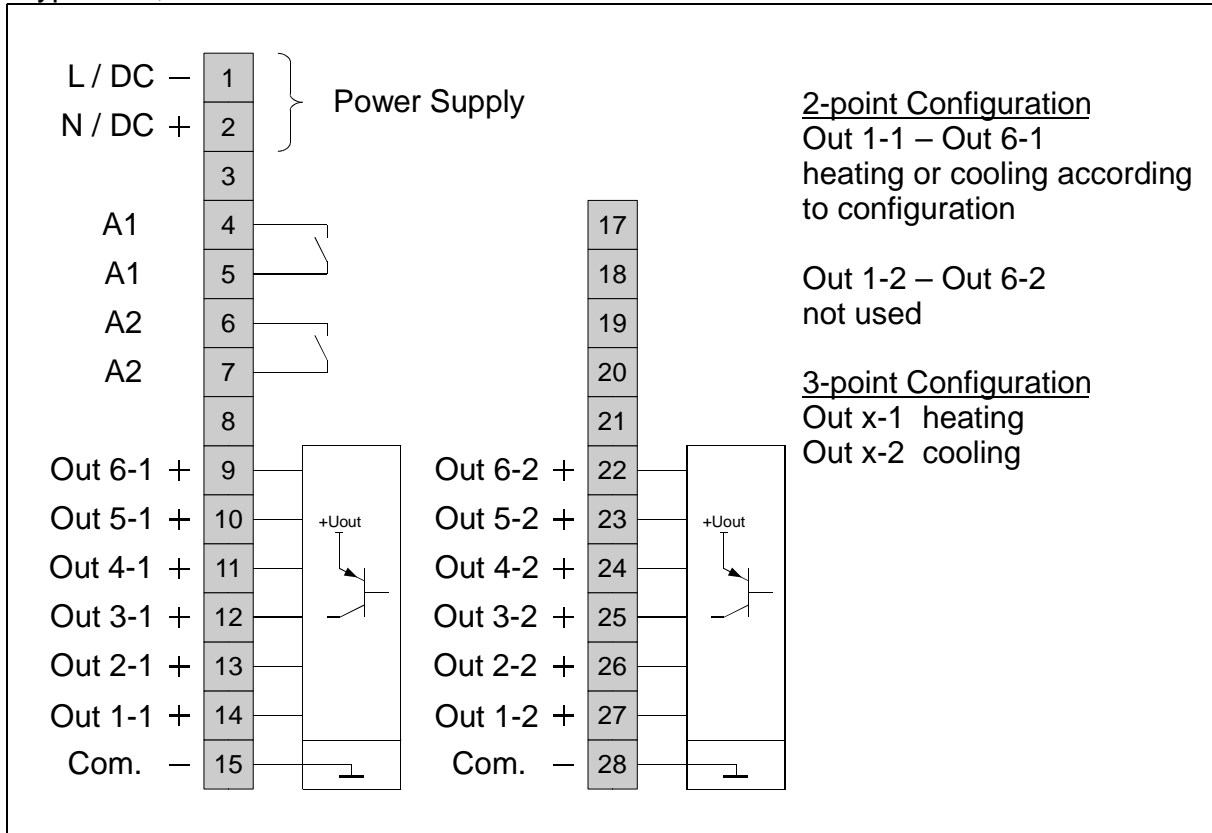 L / DC – 1
N / DC + 2
Power Supply
3
A1 4
A1 5
A2 6
A2 7
8
Out 6-1 + 9
Out 5-1 + 10
Out 4-1 + 11
Out 3-1 + 12
Out 2-1 + 13
Out 1-1 + 14
Com. – 15
+Uout
17
18
19
20
21
Out 6-2 + 22
Out 5-2 + 23
Out 4-2 + 24
Out 3-2 + 25
Out 2-2 + 26
Out 1-2 + 27
Com. – 28
+Uout
2-point Configuration
Out 1-1 – Out 6-1
heating or cooling according
to configuration
Out 1-2 – Out 6-2
not used
3-point Configuration
Out x-1 heating
Out x-2 cooling